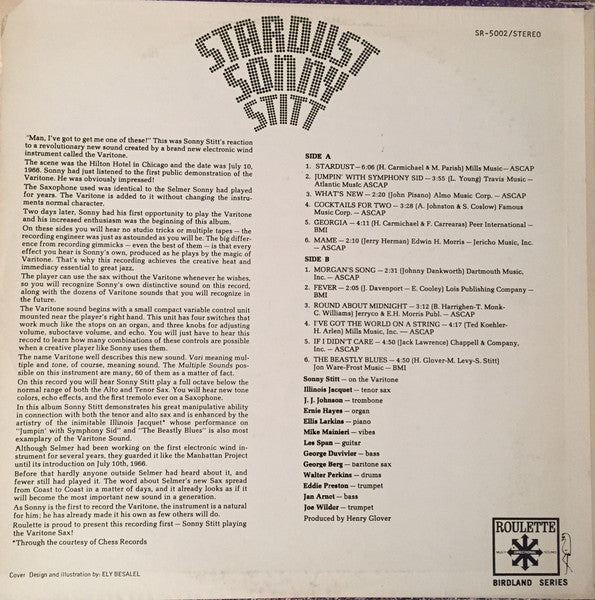 STARDUST
SONNY
STITT
SR-5002/STEREO
"Man, I've got to get me one of these!" This was Sonny Stitt's reaction
to a revolutionary new sound created by a brand new electronic wind
instrument called the Varitone.
The scene was the Hilton Hotel in Chicago and the date was July 10,
1966. Sonny had just listened to the first public demonstration of the
Varitone. He was obviously impressed!
The Saxophone used was identical to the Selmer Sonny had played
for years. The Varitone is added to it without changing the instru-
ments normal character.
Two days later, Sonny had his first opportunity to play the Varitone
and his increased enthusiasm was the beginning of this album.
On these sides you will hear no studio tricks or multiple tapes — the
recording engineer was just as astounded as you will be. The big differ-
ence from recording gimmicks — even the best of them — is that every
effect you hear is Sonny's own, produced as he plays by the magic of
Varitone. That's why this recording achieves the creative heat and
immediacy essential to great jazz.
The player can use the sax without the Varitone whenever he wishes,
so you will recognize Sonny's own distinctive sound on this record,
along with the dozens of Varitone sounds that you will recognize in
the future.
The Varitone sound begins with a small compact variable control unit
mounted near the player's right hand. This unit has four switches that
work much like the stops on an organ, and three knobs for adjusting
volume, suboctave volume, and echo. You will just have to hear this
record to learn how many combinations of these controls are possible
when a creative player like Sonny uses them.
The name Varitone well describes this new sound. Vari meaning mul-
tiple and tone, of course, meaning sound. The Multiple Sounds pos-
sible on this instrument are many, 60 of them as a matter of fact.
On this record you will hear Sonny Stitt play a full octave below the
normal range of both the Alto and Tenor Sax. You will hear new tone
colors, echo effects, and the first tremolo ever on a Saxophone.
In this album Sonny Stitt demonstrates his great manipulative ability
in connection with both the tenor and alto sax and is enhanced by the
artistry of the inimitable Illinois Jacquet* whose performance on
"Jumpin' with Symphony Sid" and "The Beastly Blues" is also most
examplary of the Varitone Sound.
Although Selmer had been working on the first electronic wind in-
strument for several years, they guarded it like the Manhattan Project
until its introduction on July 10th, 1966.
Before that hardly anyone outside Selmer had heard about it, and
fewer still had played it. The word about Selmer's new Sax spread
from Coast to Coast in a matter of days, and it already looks as if it
will become the most important new sound in a generation.
As Sonny is the first to record the Varitone, the instrument is a natural
for him; he has already made it his own as few others will do.
Roulette is proud to present this recording first — Sonny Stitt playing
the Varitone Sax!
*Through the courtesy of Chess Records
Cover Design and illustration by: ELY BESALEL
SIDE A
1. STARDUST—6:06 (H. Carmichael & M. Parish) Mills Music—ASCAP
2. JUMPIN' WITH SYMPHONY SID — 3:55 (L. Young) Travis Music —
Atlantic Music — ASCAP
3. WHAT'S NEW — 2:20 (John Pisano) Almo Music Corp. — ASCAP
4. COCKTAILS FOR TWO — 3:28 (A. Johnston & S. Coslow) Famous
Music Corp. — ASCAP
5. GEORGIA — 4:11 (H. Carmichael & F. Carrearas) Peer International —
BMI
6. MAME — 2:10 (Jerry Herman) Edwin H. Morris — Jericho Music, Inc.
— ASCAP
SIDE B
1. MORGAN'S SONG — 2:31 (Johnny Dankworth) Dartmouth Music,
Inc. — ASCAP
2. FEVER — 2:05 (J. Davenport — E. Cooley) Lois Publishing Company —
BMI
3. ROUND ABOUT MIDNIGHT — 3:12 (B. Harrighen-T. Monk-
C. Williams) Jerryco & E.H. Morris Publ. — ASCAP
4. I'VE GOT THE WORLD ON A STRING — 4:17 (Ted Koehler-
H. Arlen) Mills Music, Inc. — ASCAP
5. IF I DIDN'T CARE — 4:50 (Jack Lawrence) Chappell & Company,
Inc. — ASCAP
6. THE BEASTLY BLUES — 4:50 (H. Glover-M. Levy-S. Stitt)
Jon Ware-Frost Music — BMI
Sonny Stitt — on the Varitone
Illinois Jacquet — tenor sax
J. J. Johnson — trombone
Ernie Hayes — organ
Ellis Larkins — piano
Mike Mainieri — vibes
Les Span — guitar
George Duvivier — bass
George Berg — baritone sax
Walter Perkins — drums
Eddie Preston — trumpet
Jan Arnet — bass
Joe Wilder — trumpet
Produced by Henry Glover
ROULETTE
BIRDLAND SERIES